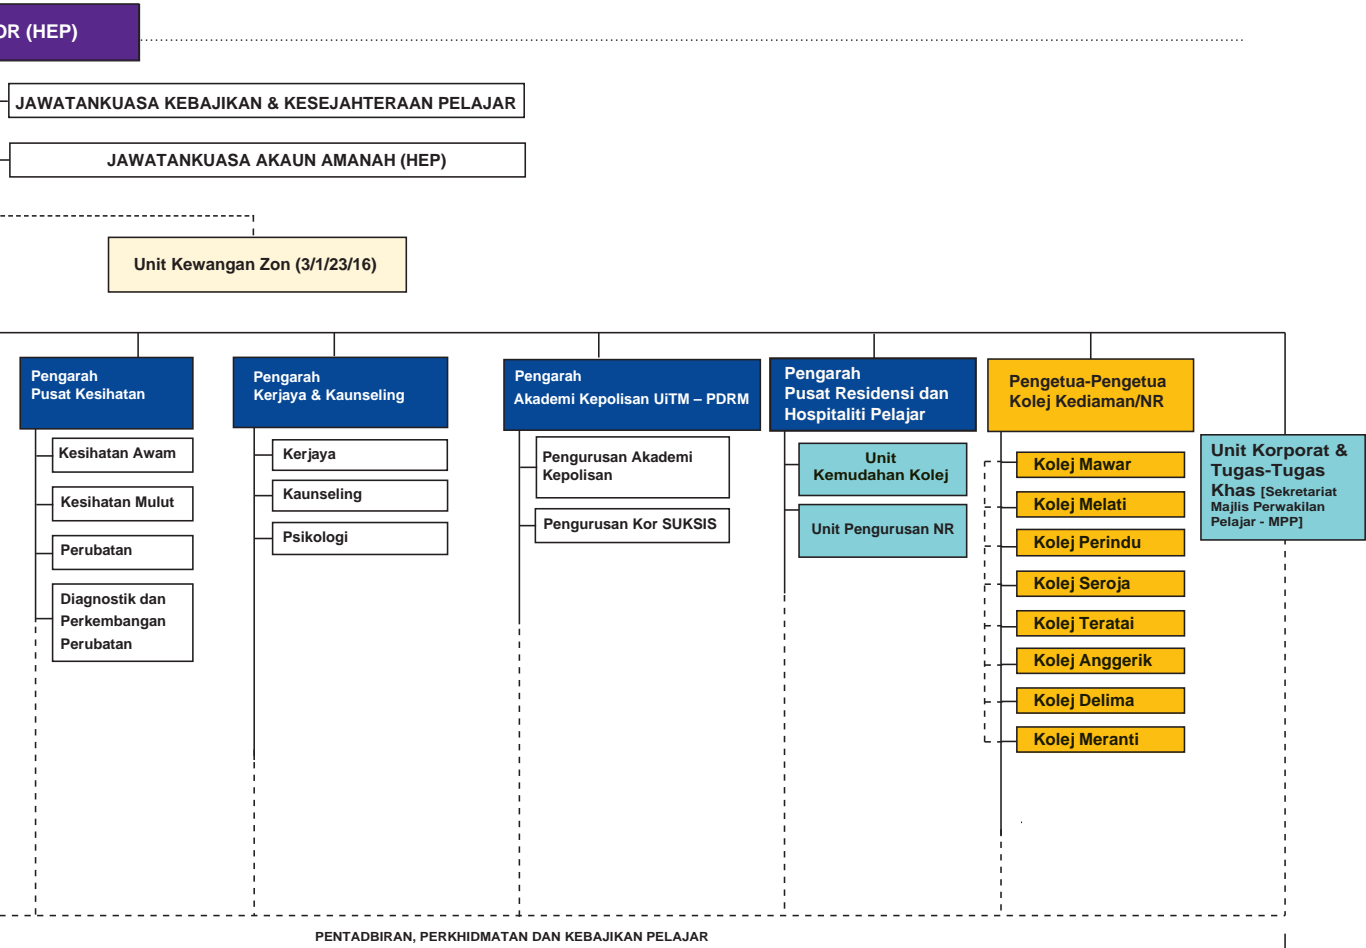 OR (HEP)
JAWATANKUASA KEBAJIKAN & KESEJAHTERAAN PELAJAR
JAWATANKUASA AKAUN AMANAH (HEP)
Unit Kewangan Zon (3/1/23/16)
Pengarah
Pusat Kesihatan
Kesihatan Awam
Kesihatan Mulut
Perubatan
Diagnostik dan
Perkembangan
Perubatan
Pengarah
Kerjaya & Kaunseling
Kerjaya
Kaunseling
Psikologi
Pengarah
Akademi Kepolisan UiTM – PDRM
Pengurusan Akademi
Kepolisan
Pengurusan Kor SUKSIS
Pengarah
Pusat Residensi dan
Hospitaliti Pelajar
Unit
Kemudahan Kolej
Unit Pengurusan NR
Pengetua-Pengetua
Kolej Kediaman/NR
Kolej Mawar
Kolej Melati
Kolej Perindu
Kolej Seroja
Kolej Teratai
Kolej Anggerik
Kolej Delima
Kolej Meranti
Unit Korporat &
Tugas-Tugas
Khas [Sekretariat
Majlis Perwakilan
Pelajar - MPP]
PENTADBIRAN, PERKHIDMATAN DAN KEBAJIKAN PELAJAR